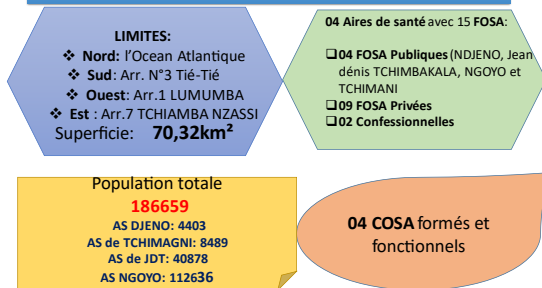 LIMITES:
❖ Nord: l'Ocean Atlantique
❖ Sud: Arr. N°3 Tié-Tié
❖ Ouest: Arr.1 LUMUMBA
❖ Est : Arr.7 TCHIAMBA NZASSI
Superficie: 70,32km²
04 Aires de santé avec 15 FOSA:
❑04 FOSA Publiques (NDJENO, Jean
dénis TCHIMBAKALA, NGOYO et
TCHIMANI
❑09 FOSA Privées
❑02 Confessionnelles
Population totale
186659
AS DJENO: 4403
AS de TCHIMAGNI: 8489
AS de JDT: 40878
AS NGOYO: 112636
04 COSA formés et
fonctionnels